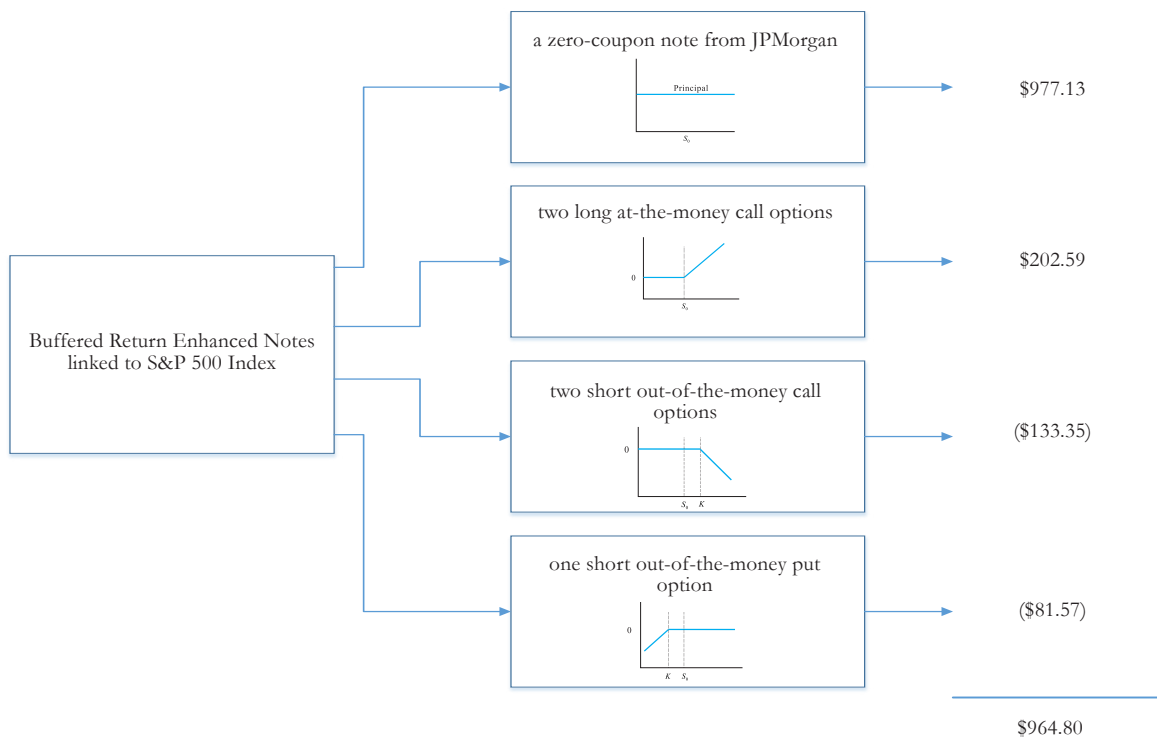 a zero-coupon note from JPMorgan
Principal
S₀
$977.13
two long at-the-money call options
0
S₀
$202.59
Buffered Return Enhanced Notes
linked to S&P 500 Index
two short out-of-the-money call
options
0
S₀ K
($133.35)
one short out-of-the-money put
option
0
K S₀
($81.57)
$964.80